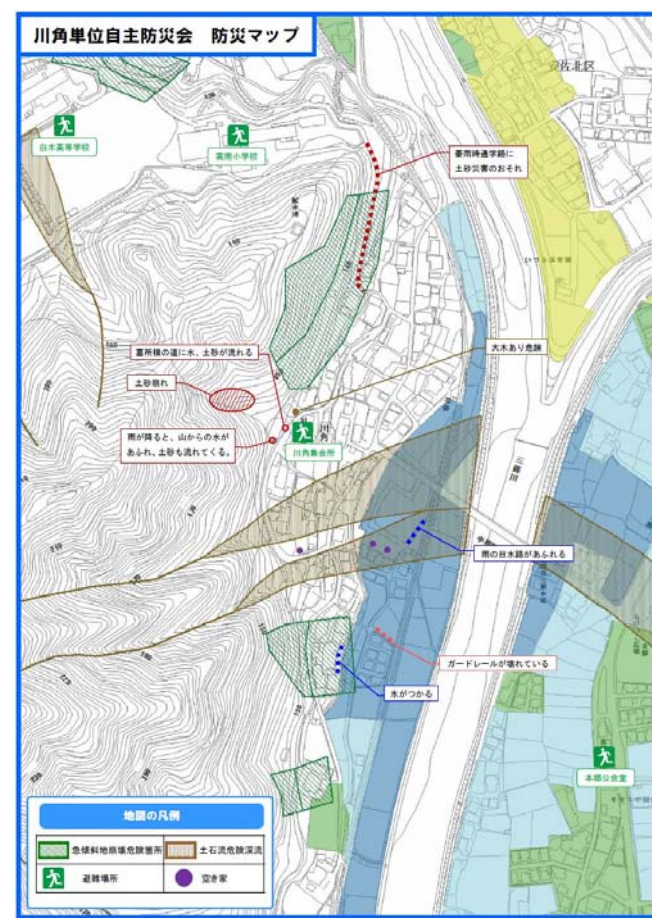 川角単位自主防災会　防災マップ
佐北区
白木高等学校
高南小学校
豪雨時通学路に
土砂災害のおそれ
墓所横の道に水、土砂が流れる
大木あり危険
土砂崩れ
雨が降ると、山からの水が
あふれ、土砂も流れてくる。
川角
川角集会所
三篠川
雨の日水路があふれる
ガードレールが壊れている
水がつかる
本郷公会堂
地図の凡例
急傾斜地崩壊危険箇所
土石流危険渓流
避難場所
空き家